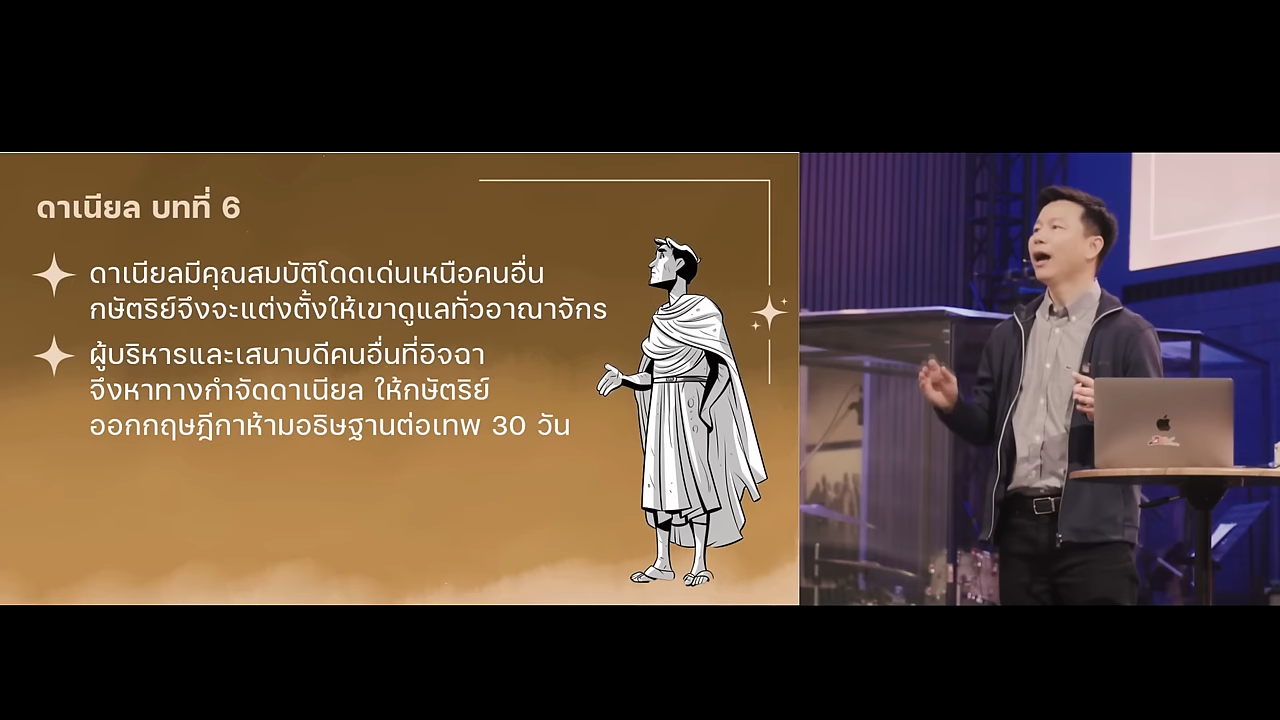 ดาเนียล บทที่ 6
ดาเนียลมีคุณสมบัติโดดเด่นเหนือคนอื่น
กษัตริย์จึงจะแต่งตั้งให้เขาดูแลทั่วอาณาจักร
ผู้บริหารและเสนาบดีคนอื่นที่อิจฉา
จึงหาทางกำจัดดาเนียล ให้กษัตริย์
ออกกฤษฎีกาห้ามอธิษฐานต่อเทพ 30 วัน